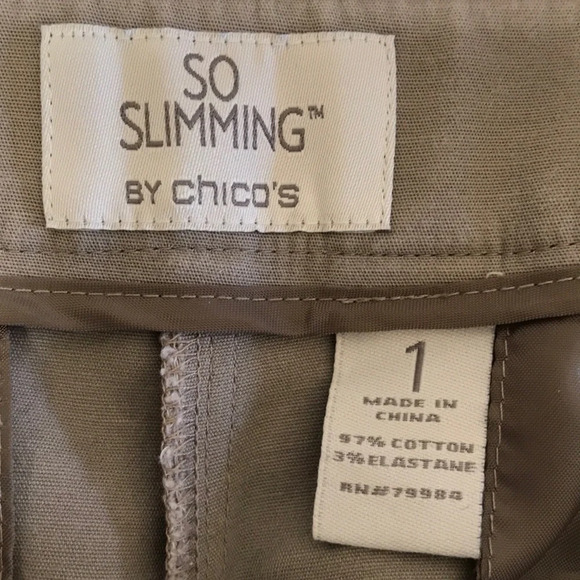 SO
SLIMMING™
BY chico's
1
MADE IN
CHINA
97% COTTON
3% ELASTANE
RN#79984